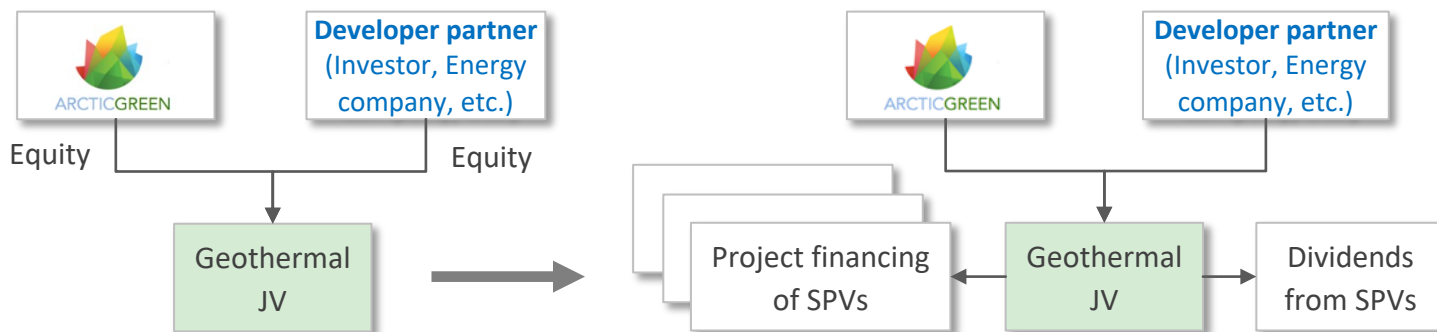 ARCTICGREEN
Developer partner
(Investor, Energy
company, etc.)
Equity
Equity
Geothermal
JV
ARCTICGREEN
Developer partner
(Investor, Energy
company, etc.)
Project financing
of SPVs
Geothermal
JV
Dividends
from SPVs